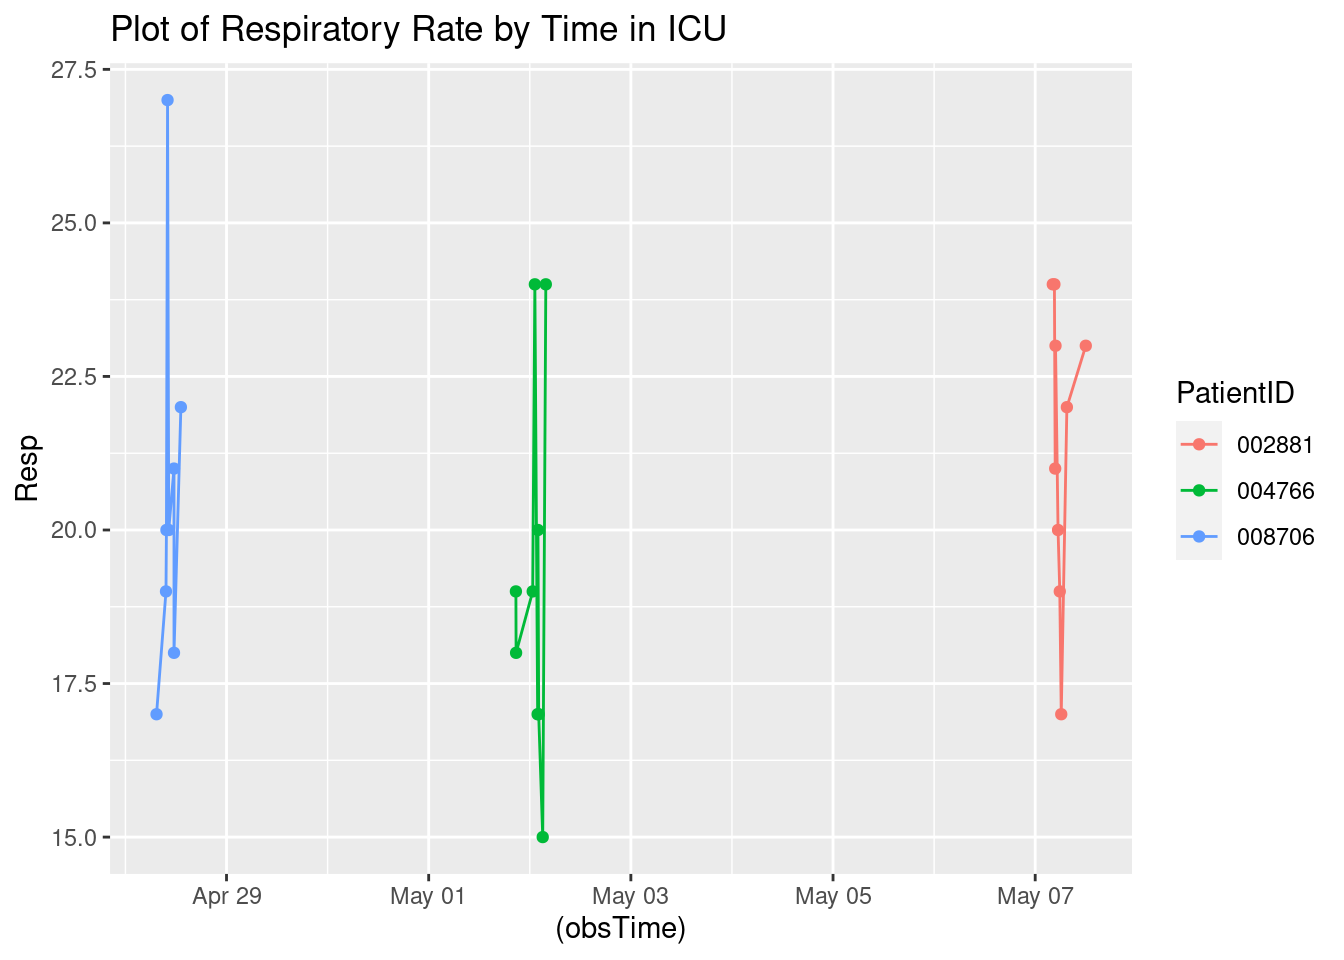 Plot of Respiratory Rate by Time in ICU
27.5
25.0
22.5
20.0
17.5
15.0
Resp
Apr 29
May 01
May 03
May 05
May 07
(obsTime)
PatientID
002881
004766
008706